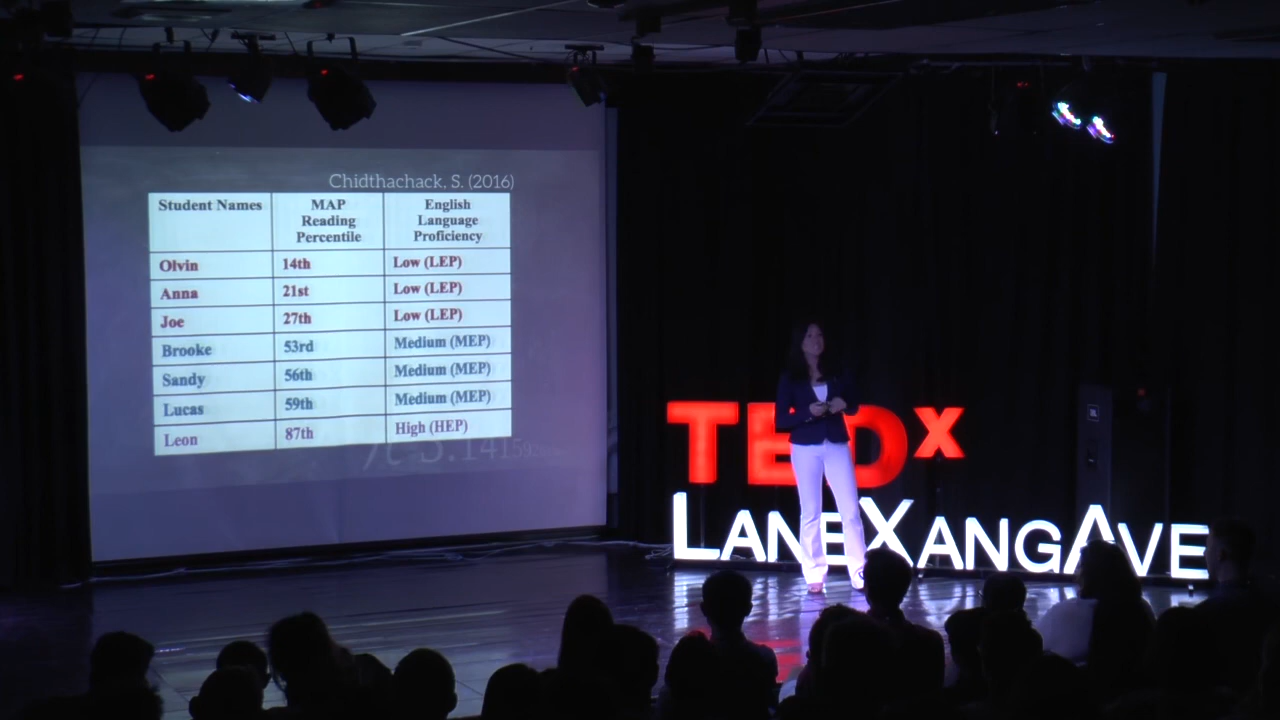 Chidthachack, S. (2016)
Student Names MAP Reading Percentile English Language Proficiency
Olvin 14th Low (LEP)
Anna 21st Low (LEP)
Joe 27th Low (LEP)
Brooke 53rd Medium (MEP)
Sandy 56th Medium (MEP)
Lucas 59th Medium (MEP)
Leon 87th High (HEP)
TEDx
LANEXANGAVE
JBL